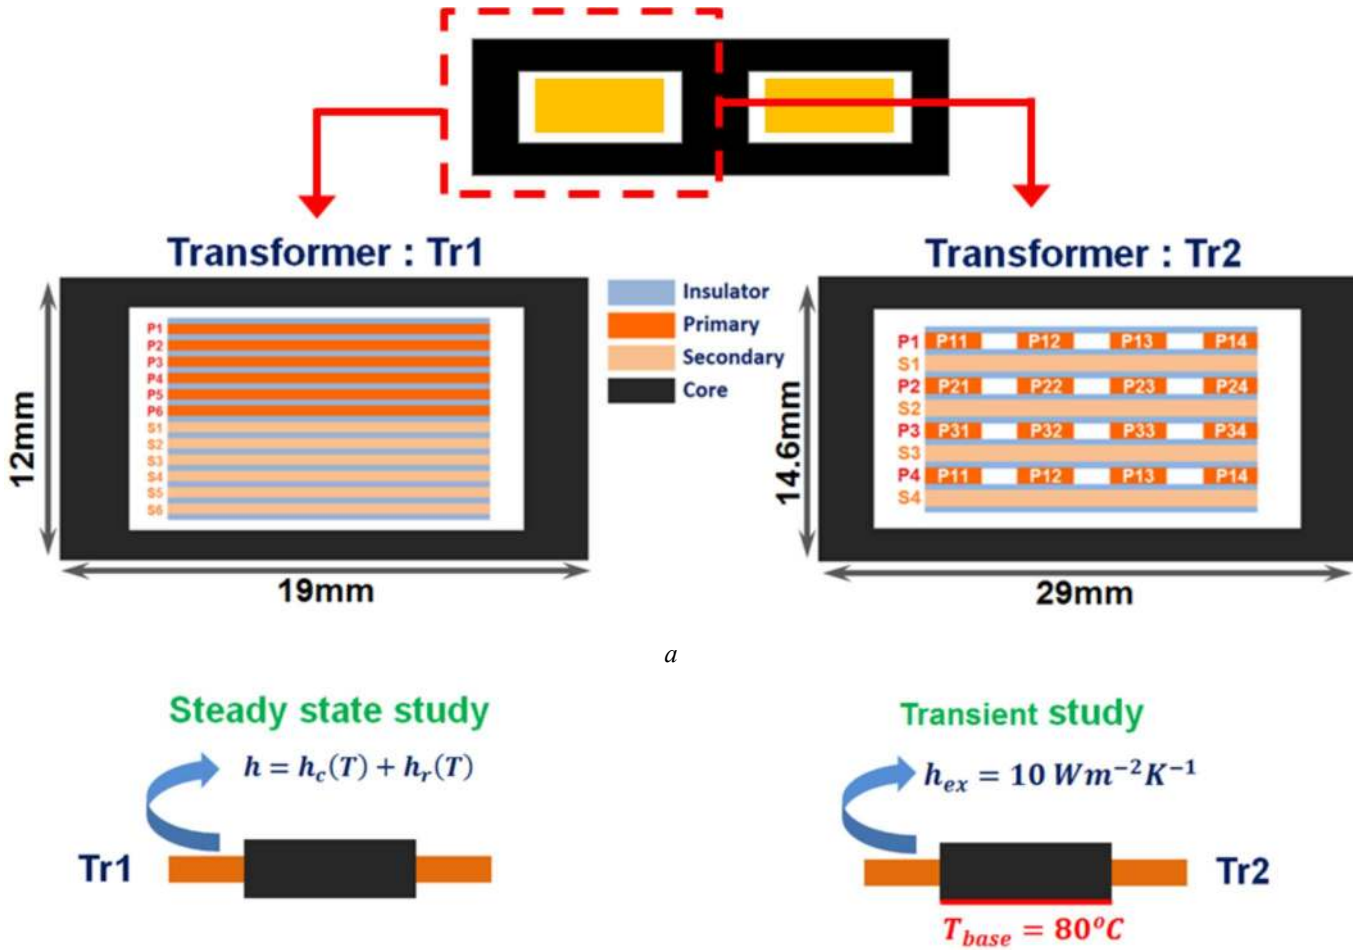 Transformer : Tr1
Transformer : Tr2
Insulator
Primary
Secondary
Core
12mm
P1
P2
P3
P4
P5
P6
S1
S2
S3
S4
S5
S6
19mm
14.6mm
P1 P11 P12 P13 P14
S1
P2 P21 P22 P23 P24
S2
P3 P31 P32 P33 P34
S3
P4 P11 P12 P13 P14
S4
29mm
a
Steady state study
h = h_c(T) + h_r(T)
Tr1
Transient study
h_ex = 10 Wm⁻²K⁻¹
Tr2
T_base = 80°C